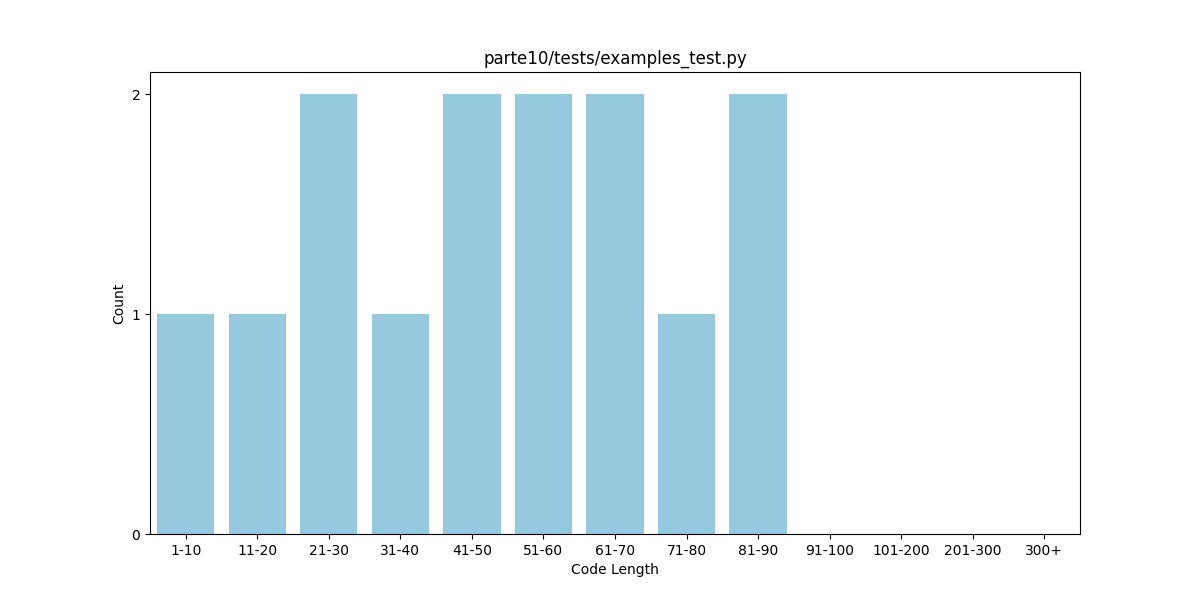 parte10/tests/examples_test.py
2
1
0
Count
1-10 11-20 21-30 31-40 41-50 51-60 61-70 71-80 81-90 91-100 101-200 201-300 300+
Code Length